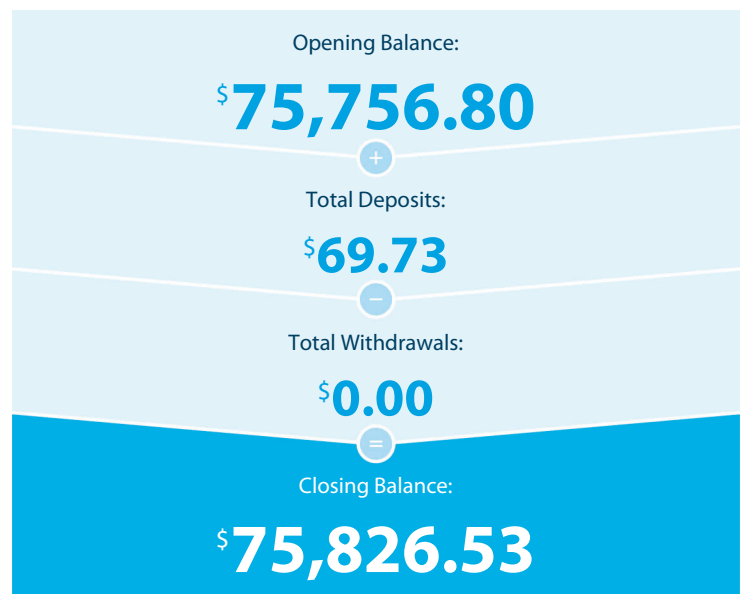 Opening Balance:
$75,756.80
+
Total Deposits:
$69.73
−
Total Withdrawals:
$0.00
=
Closing Balance:
$75,826.53